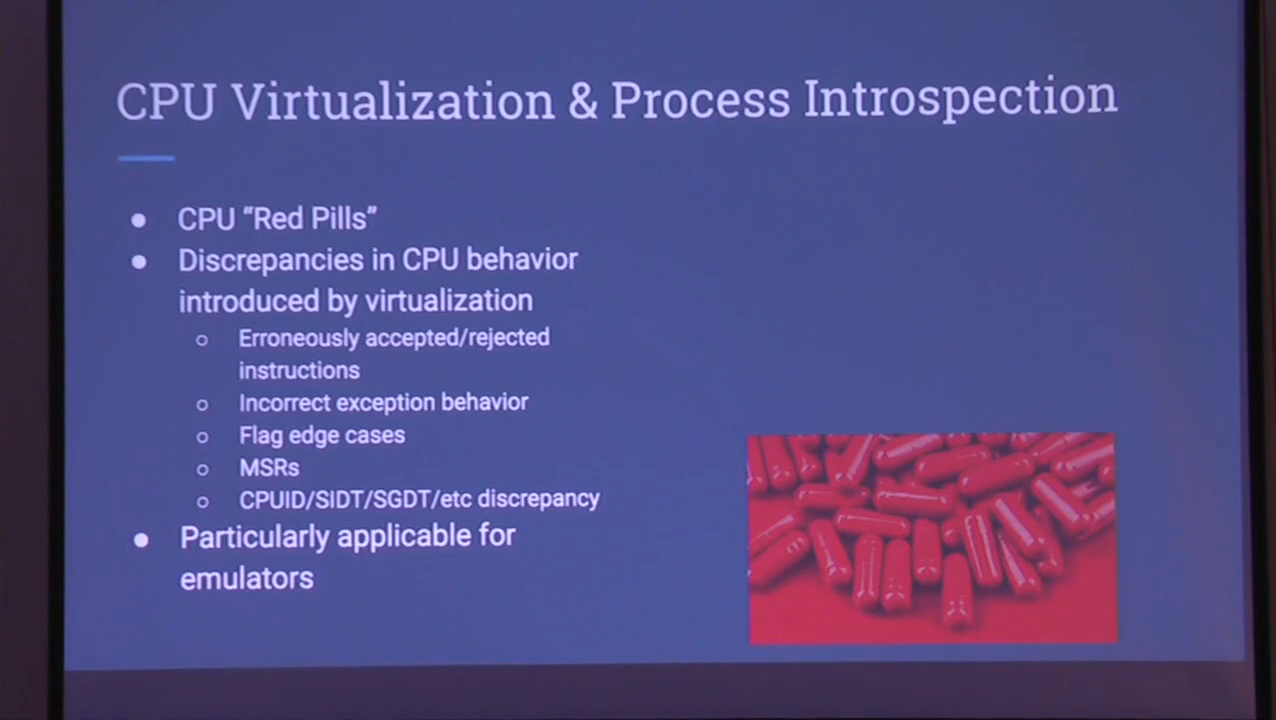 CPU Virtualization & Process Introspection
● CPU “Red Pills”
● Discrepancies in CPU behavior
introduced by virtualization
○ Erroneously accepted/rejected
instructions
○ Incorrect exception behavior
○ Flag edge cases
○ MSRs
○ CPUID/SIDT/SGDT/etc discrepancy
● Particularly applicable for
emulators